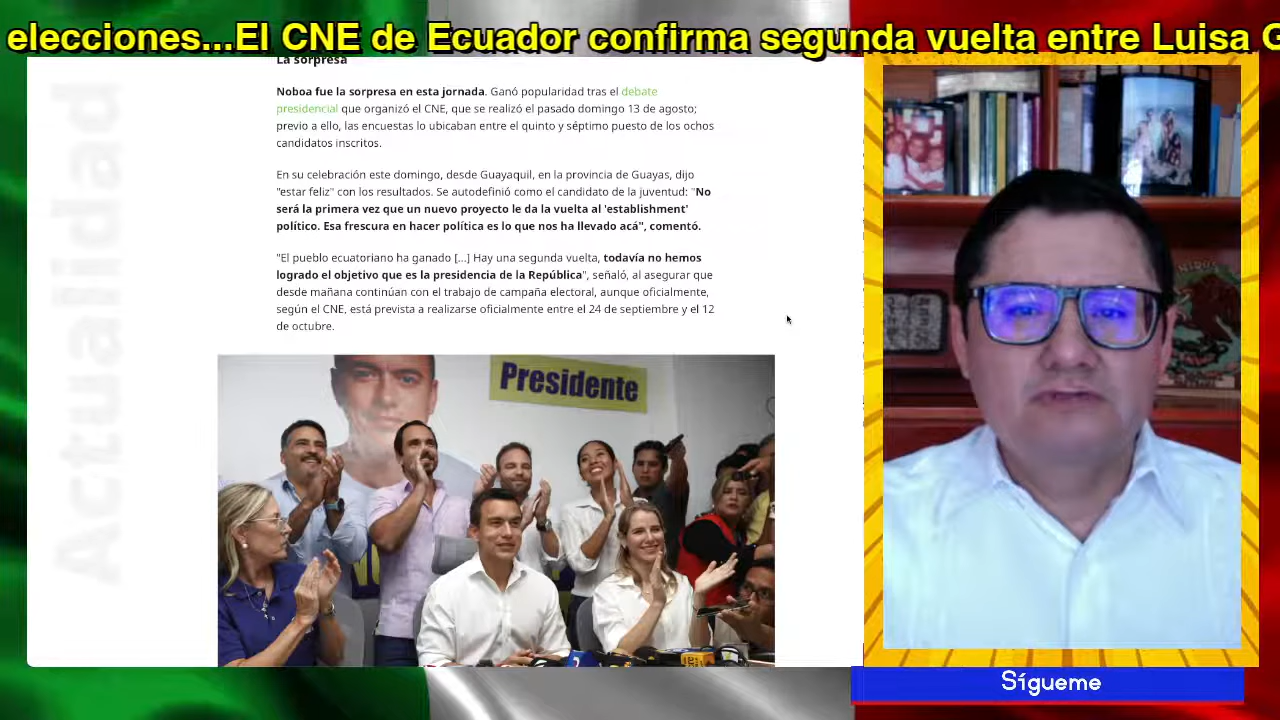 elecciones...El CNE de Ecuador confirma segunda vuelta entre Luisa G
La sorpresa
Noboa fue la sorpresa en esta jornada. Ganó popularidad tras el debate
presidencial que organizó el CNE, que se realizó el pasado domingo 13 de agosto;
previo a ello, las encuestas lo ubicaban entre el quinto y séptimo puesto de los ochos
candidatos inscritos.
En su celebración este domingo, desde Guayaquil, en la provincia de Guayas, dijo
"estar feliz" con los resultados. Se autodefinió como el candidato de la juventud: "No
será la primera vez que un nuevo proyecto le da la vuelta al 'establishment'
político. Esa frescura en hacer política es lo que nos ha llevado acá", comentó.
"El pueblo ecuatoriano ha ganado [...] Hay una segunda vuelta, todavía no hemos
logrado el objetivo que es la presidencia de la República", señaló, al asegurar que
desde mañana continúan con el trabajo de campaña electoral, aunque oficialmente,
según el CNE, está prevista a realizarse oficialmente entre el 24 de septiembre y el 12
de octubre.
Actualidad
Presidente
Sígueme